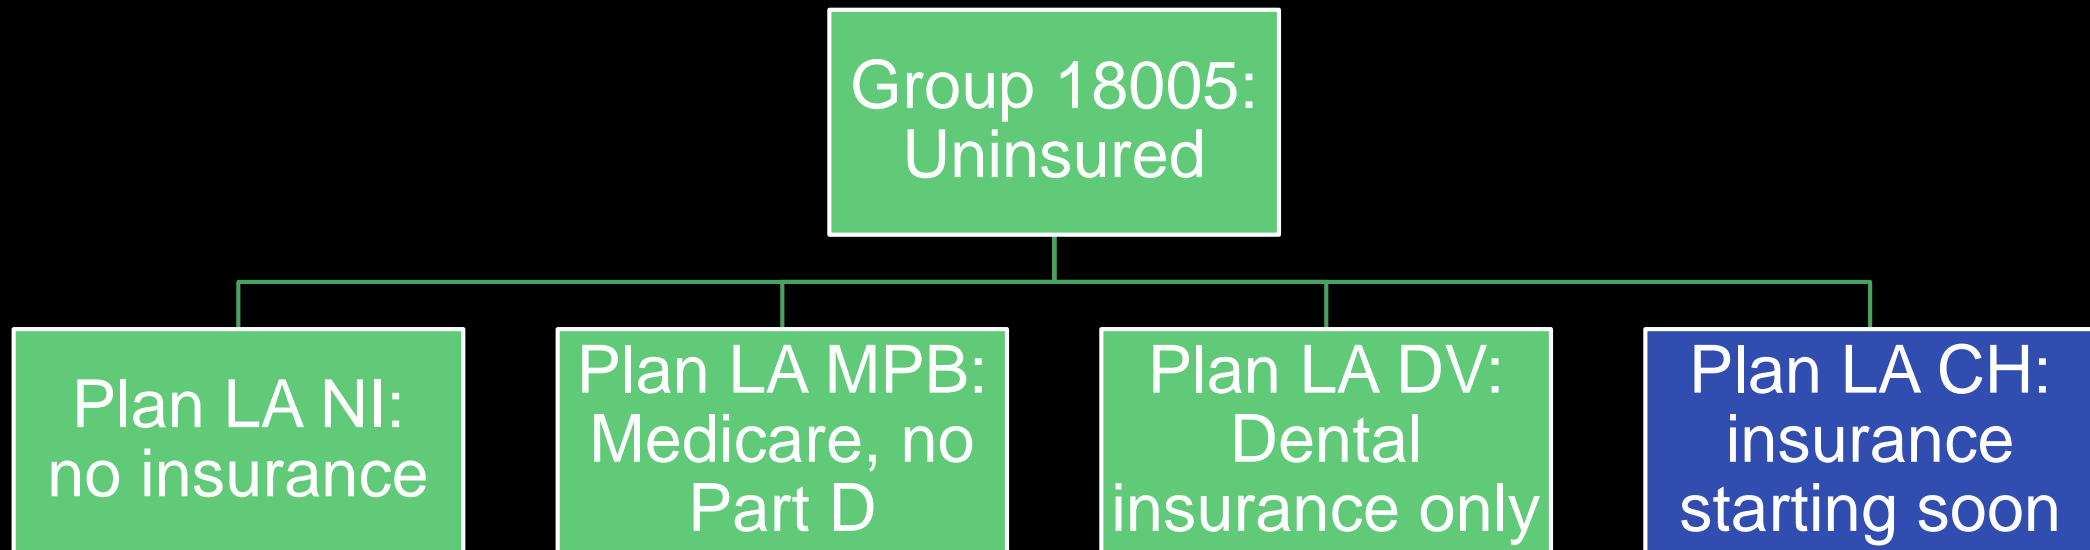 Group 18005:
Uninsured
Plan LA NI:
no insurance
Plan LA MPB:
Medicare, no
Part D
Plan LA DV:
Dental
insurance only
Plan LA CH:
insurance
starting soon